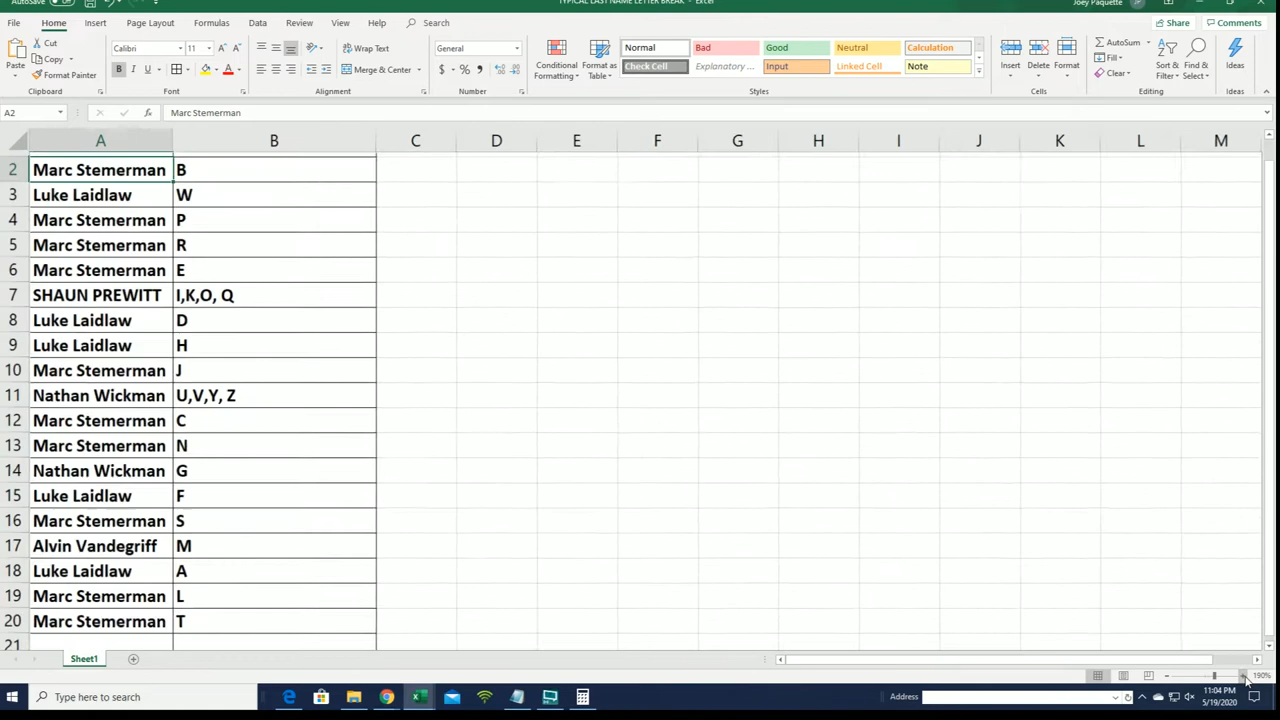 AutoSave Off TYPICAL LAST NAME LETTER BREAK - Excel Joey Paquette JP
File Home Insert Page Layout Formulas Data Review View Help Search Share Comments
Paste Cut Copy Format Painter Clipboard
Calibri 11 B I U A Font
Wrap Text Merge & Center Alignment
General $ % , Number
Conditional Formatting Format as Table
Normal Bad Good Neutral Calculation
Check Cell Explanatory ... Input Linked Cell Note
Styles
Insert Delete Format Cells
AutoSum Fill Clear Sort & Filter Find & Select Editing
Ideas Ideas
A2 fx Marc Stemerman
A B C D E F G H I J K L M
2 Marc Stemerman B
3 Luke Laidlaw W
4 Marc Stemerman P
5 Marc Stemerman R
6 Marc Stemerman E
7 SHAUN PREWITT I,K,O, Q
8 Luke Laidlaw D
9 Luke Laidlaw H
10 Marc Stemerman J
11 Nathan Wickman U,V,Y, Z
12 Marc Stemerman C
13 Marc Stemerman N
14 Nathan Wickman G
15 Luke Laidlaw F
16 Marc Stemerman S
17 Alvin Vandegriff M
18 Luke Laidlaw A
19 Marc Stemerman L
20 Marc Stemerman T
21
Sheet1
190%
Type here to search Address 11:04 PM
5/19/2020